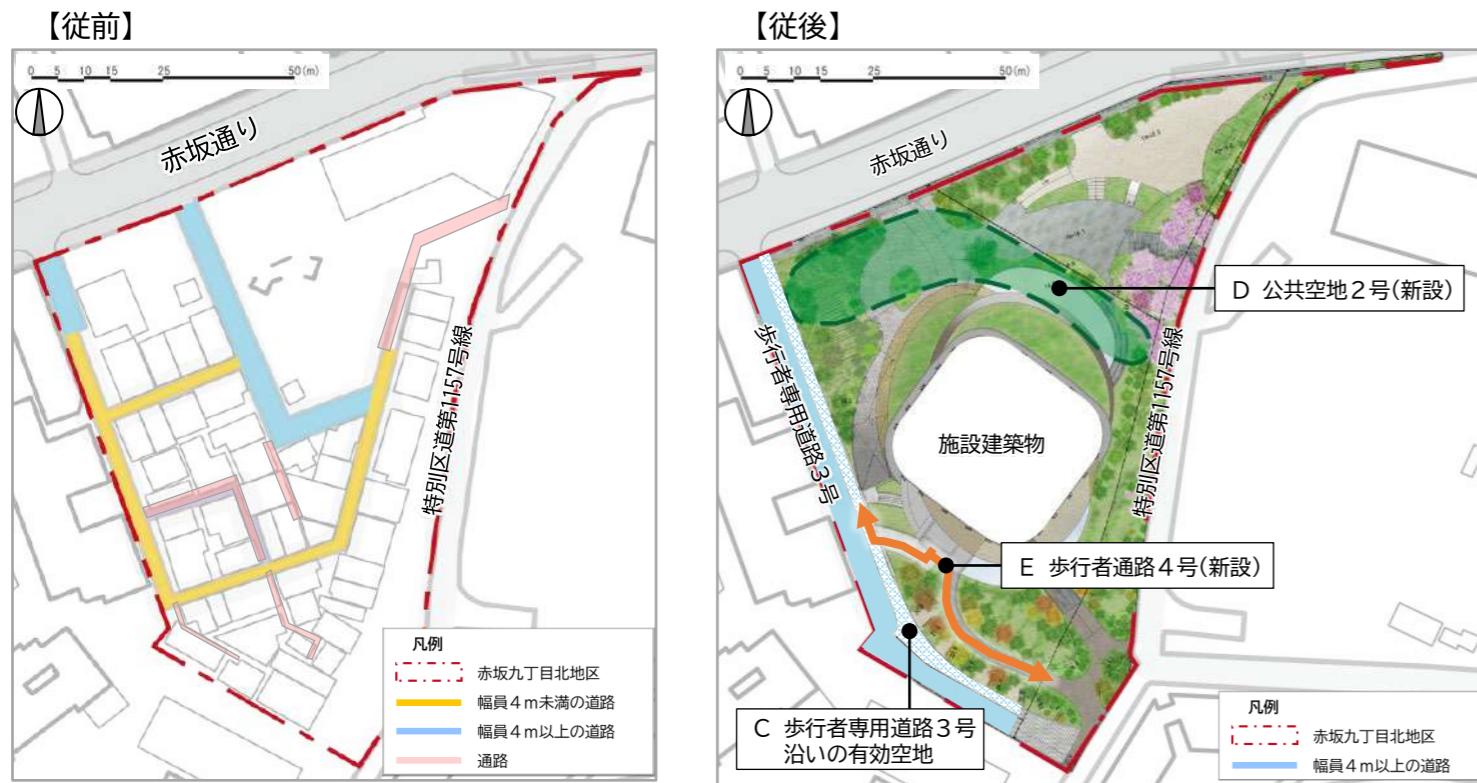 【従前】
0 5 10 15 25 50(m)
赤坂通り
特別区道第1157号線
凡例
赤坂九丁目北地区
幅員4m未満の道路
幅員4m以上の道路
通路
【従後】
0 5 10 15 25 50(m)
赤坂通り
D 公共空地2号(新設)
歩行者専用道路3号
特別区道第1157号線
施設建築物
E 歩行者通路4号(新設)
C 歩行者専用道路3号
沿いの有効空地
凡例
赤坂九丁目北地区
幅員4m以上の道路